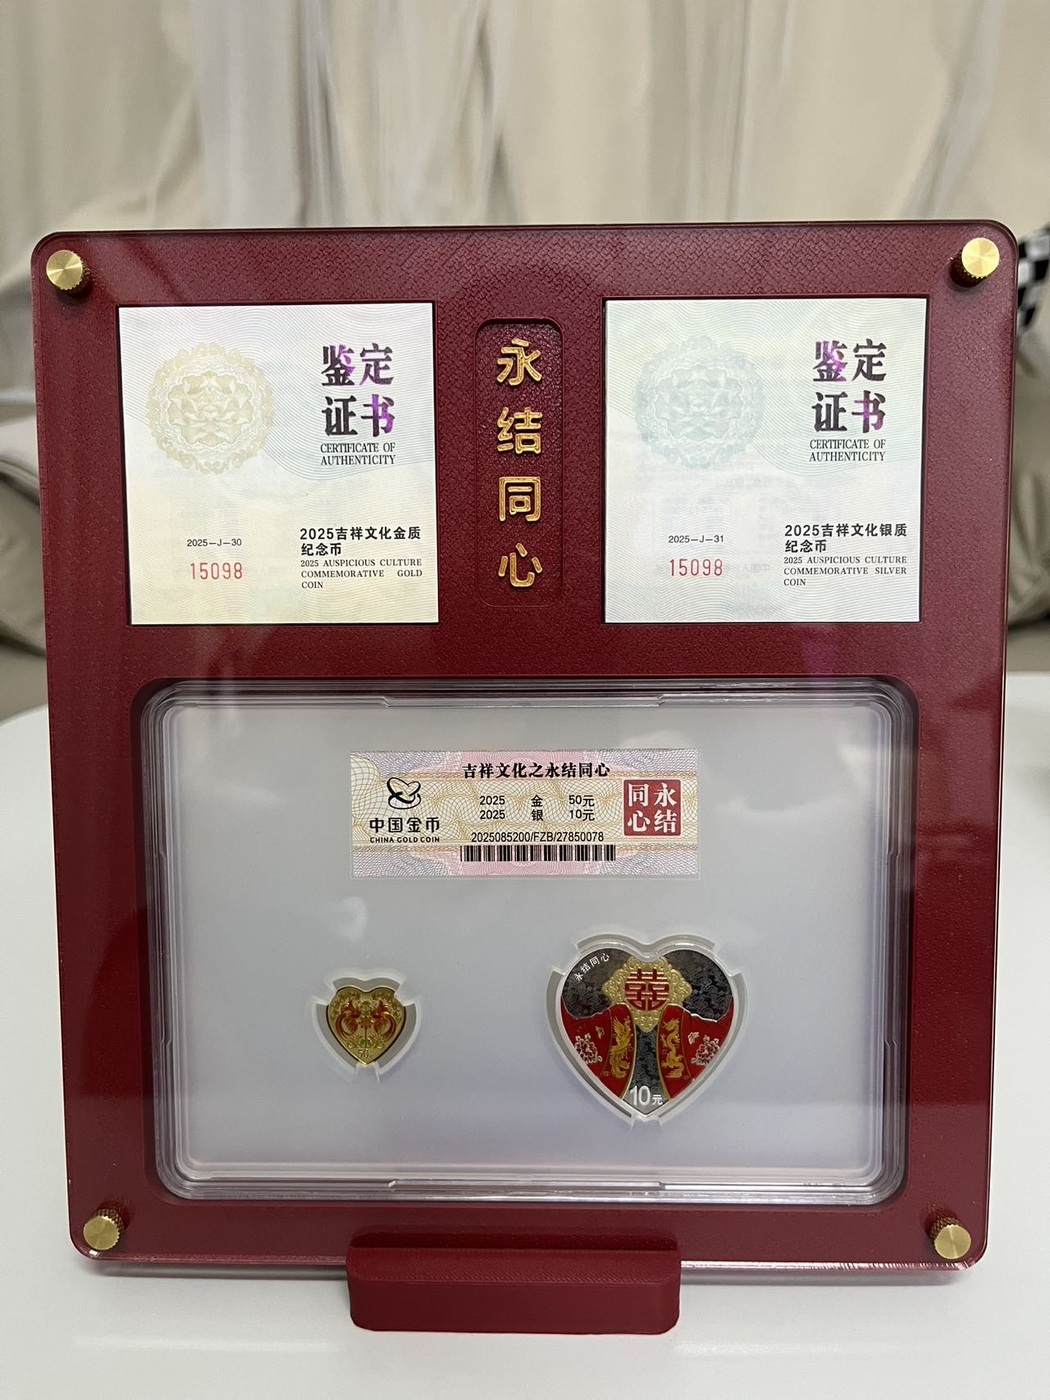 鉴定
证书
CERTIFICATE OF
AUTHENTICITY
2025-J-30
15098
2025吉祥文化金质
纪念币
2025 AUSPICIOUS CULTURE
COMMEMORATIVE GOLD
COIN
永
结
同
心
鉴定
证书
CERTIFICATE OF
AUTHENTICITY
2025-J-31
15098
2025吉祥文化银质
纪念币
2025 AUSPICIOUS CULTURE
COMMEMORATIVE SILVER
COIN
吉祥文化之永结同心
中国金币
CHINA GOLD COIN
2025 金 50元
2025 银 10元
2025085200/FZB/27850078
永结
同心
永结同心
囍
10元